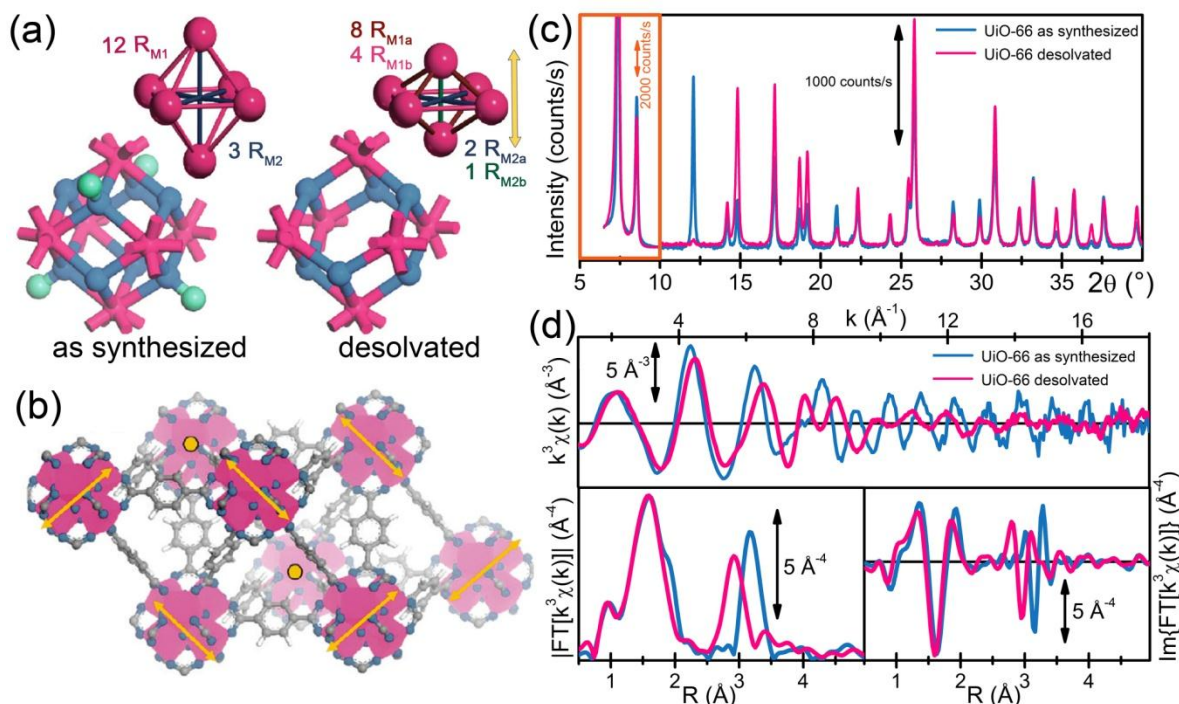 (a)
12 R_M1
3 R_M2
8 R_M1a
4 R_M1b
2 R_M2a
1 R_M2b
as synthesized
desolvated
(b)
(c)
Intensity (counts/s)
2000 counts/s
1000 counts/s
UiO-66 as synthesized
UiO-66 desolvated
5 10 15 20 25 30 35 2θ (°)
(d)
4 k (Å⁻¹) 8 12 16
k³χ(k) (Å⁻³)
5 Å⁻³
UiO-66 as synthesized
UiO-66 desolvated
|FT[k³χ(k)]| (Å⁻⁴)
5 Å⁻⁴
1 2 3 4
R (Å)
5 Å⁻⁴
Im{FT[k³χ(k)]} (Å⁻⁴)
1 2 3 4
R (Å)